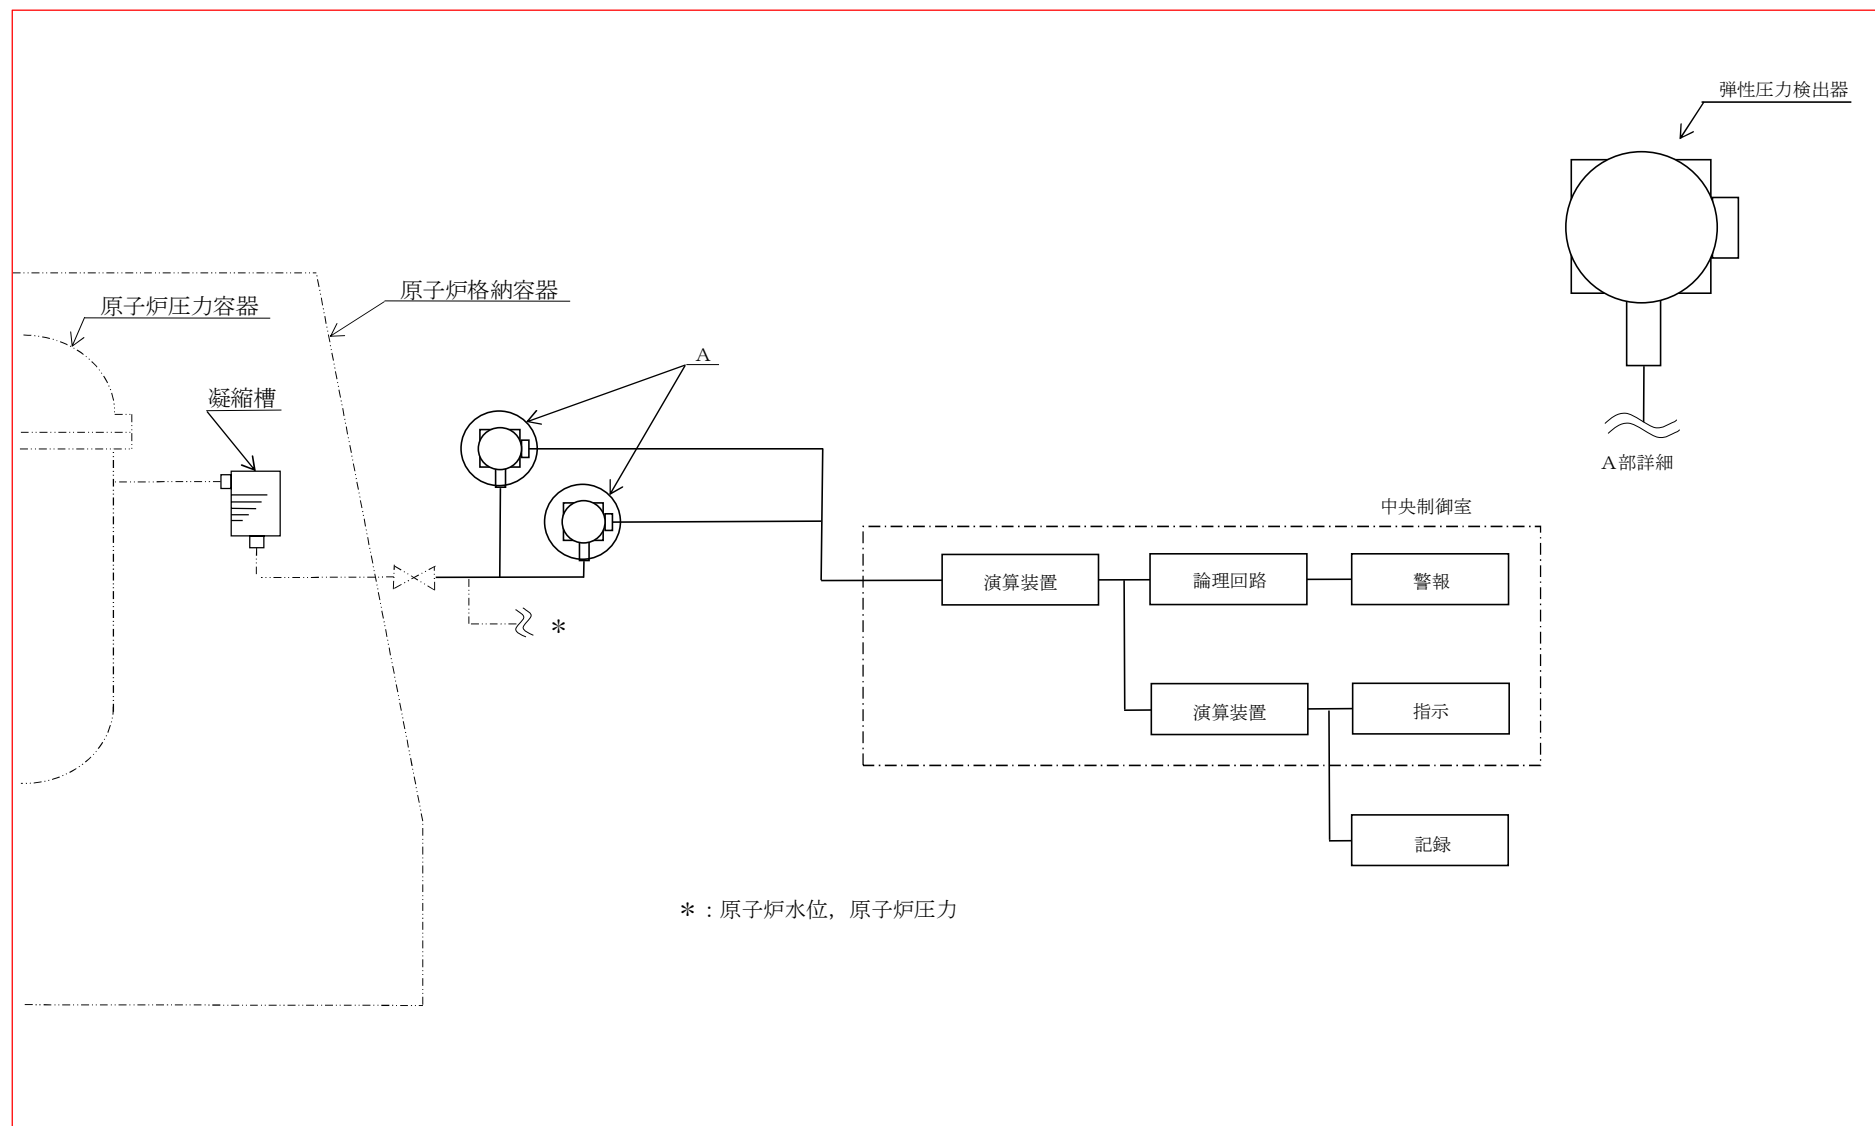 弾性圧力検出器
原子炉格納容器
原子炉圧力容器
A
凝縮槽
A部詳細
中央制御室
演算装置
論理回路
警報
＊
演算装置
指示
記録
＊：原子炉水位，原子炉圧力